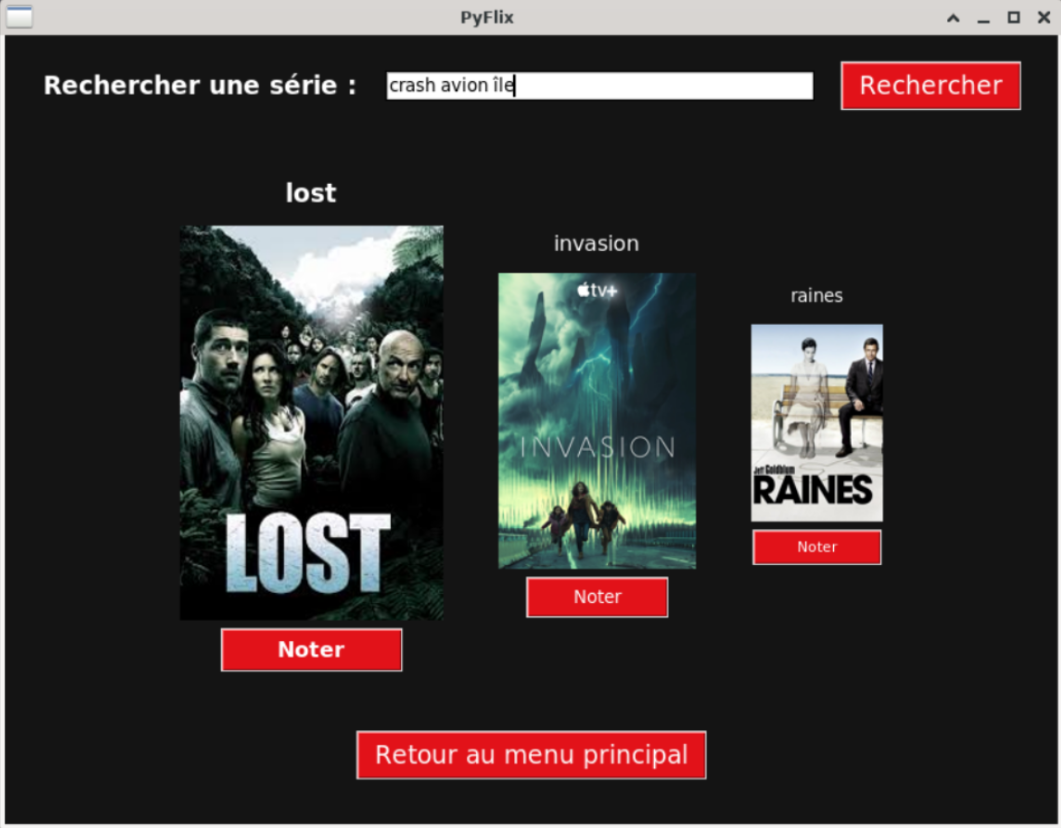 PyFlix
Rechercher une série :
crash avion île
Rechercher
lost
LOST
Noter
invasion
tv+
INVASION
Noter
raines
Jeff Goldblum
RAINES
Noter
Retour au menu principal